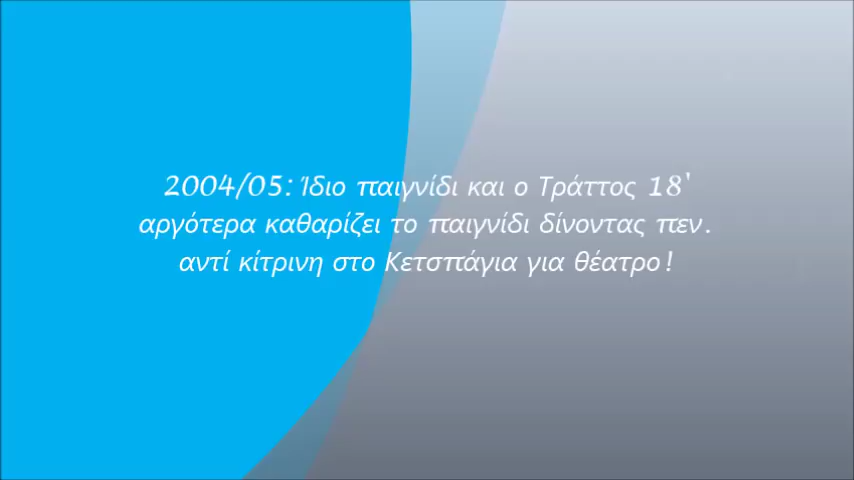 2004/05: Ίδιο παιγνίδι και ο Τράττος 18'
αργότερα καθαρίζει το παιγνίδι δίνοντας πεν.
αντί κίτρινη στο Κετσπάγια για θέατρο!